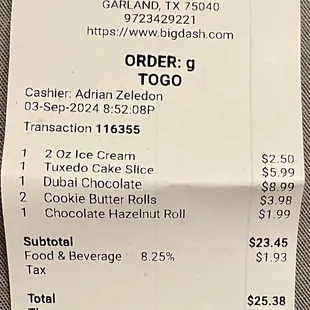 GARLAND, TX 75040
9723429221
https://www.bigdash.com
ORDER: g
TOGO
Cashier: Adrian Zeledon
03-Sep-2024 8:52:08P
Transaction 116355
1 2 Oz Ice Cream $2.50
1 Tuxedo Cake Slice $5.99
1 Dubai Chocolate $8.99
2 Cookie Butter Rolls $3.98
1 Chocolate Hazelnut Roll $1.99
Subtotal $23.45
Food & Beverage 8.25% $1.93
Tax
Total $25.38